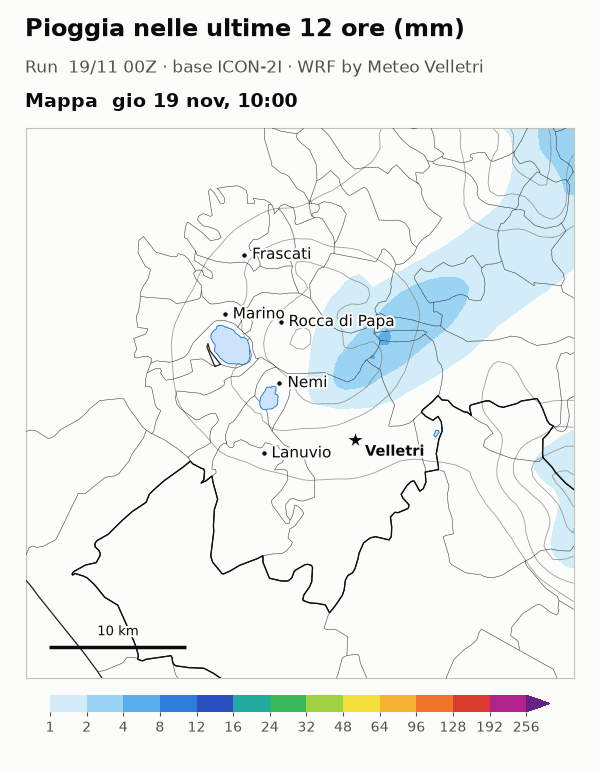 Pioggia nelle ultime 12 ore (mm)
Run  19/11 00Z · base ICON-2I · WRF by Meteo Velletri
Mappa  gio 19 nov, 10:00
Frascati
Marino
Rocca di Papa
Nemi
Velletri
Lanuvio
10 km
1 2 4 8 12 16 24 32 48 64 96 128 192 256